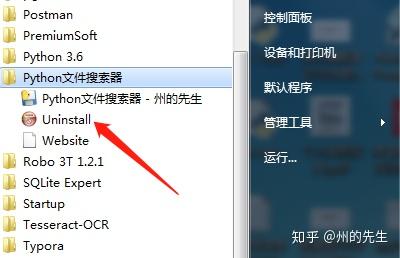 Postman
PremiumSoft
Python 3.6
Python文件搜索器
Python文件搜索器 - 州的先生
Uninstall
Website
Robo 3T 1.2.1
SQLite Expert
Startup
Tesseract-OCR
Typora
控制面板
设备和打印机
默认程序
管理工具
运行...
知乎 @州的先生